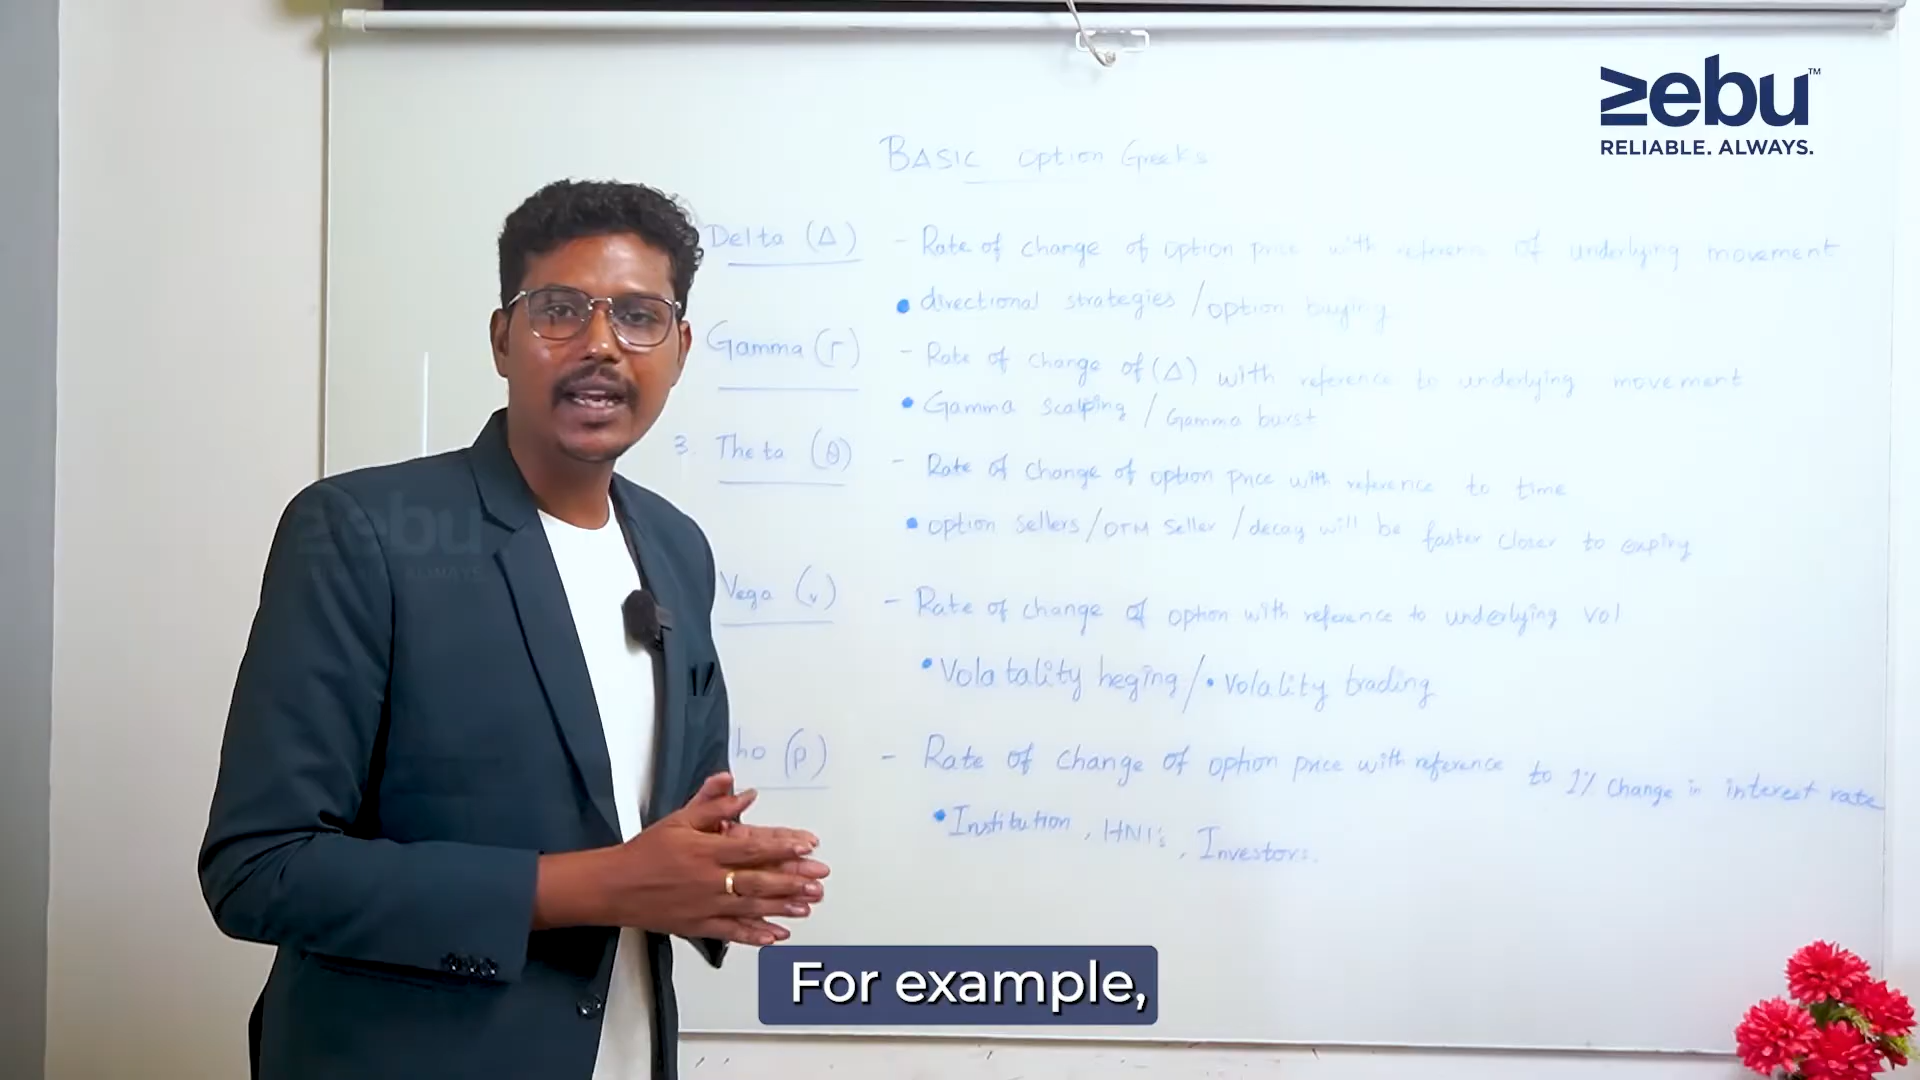 zebu™
RELIABLE. ALWAYS.
BASIC Option Greeks
Delta (Δ) - Rate of change of option price with reference of underlying movement
• directional strategies / option buying
Gamma (Γ) - Rate of change of (Δ) with reference to underlying movement
• Gamma scalping / Gamma burst
3. Theta (θ) - Rate of change of option price with reference to time
• option sellers / OTM seller / decay will be faster closer to expiry
Vega (v) - Rate of change of option with reference to underlying vol
• Volatality heging / • Volality trading
ho (ρ) - Rate of change of option price with reference to 1% change in interest rate
• Institution, HNI's, Investors.
For example,